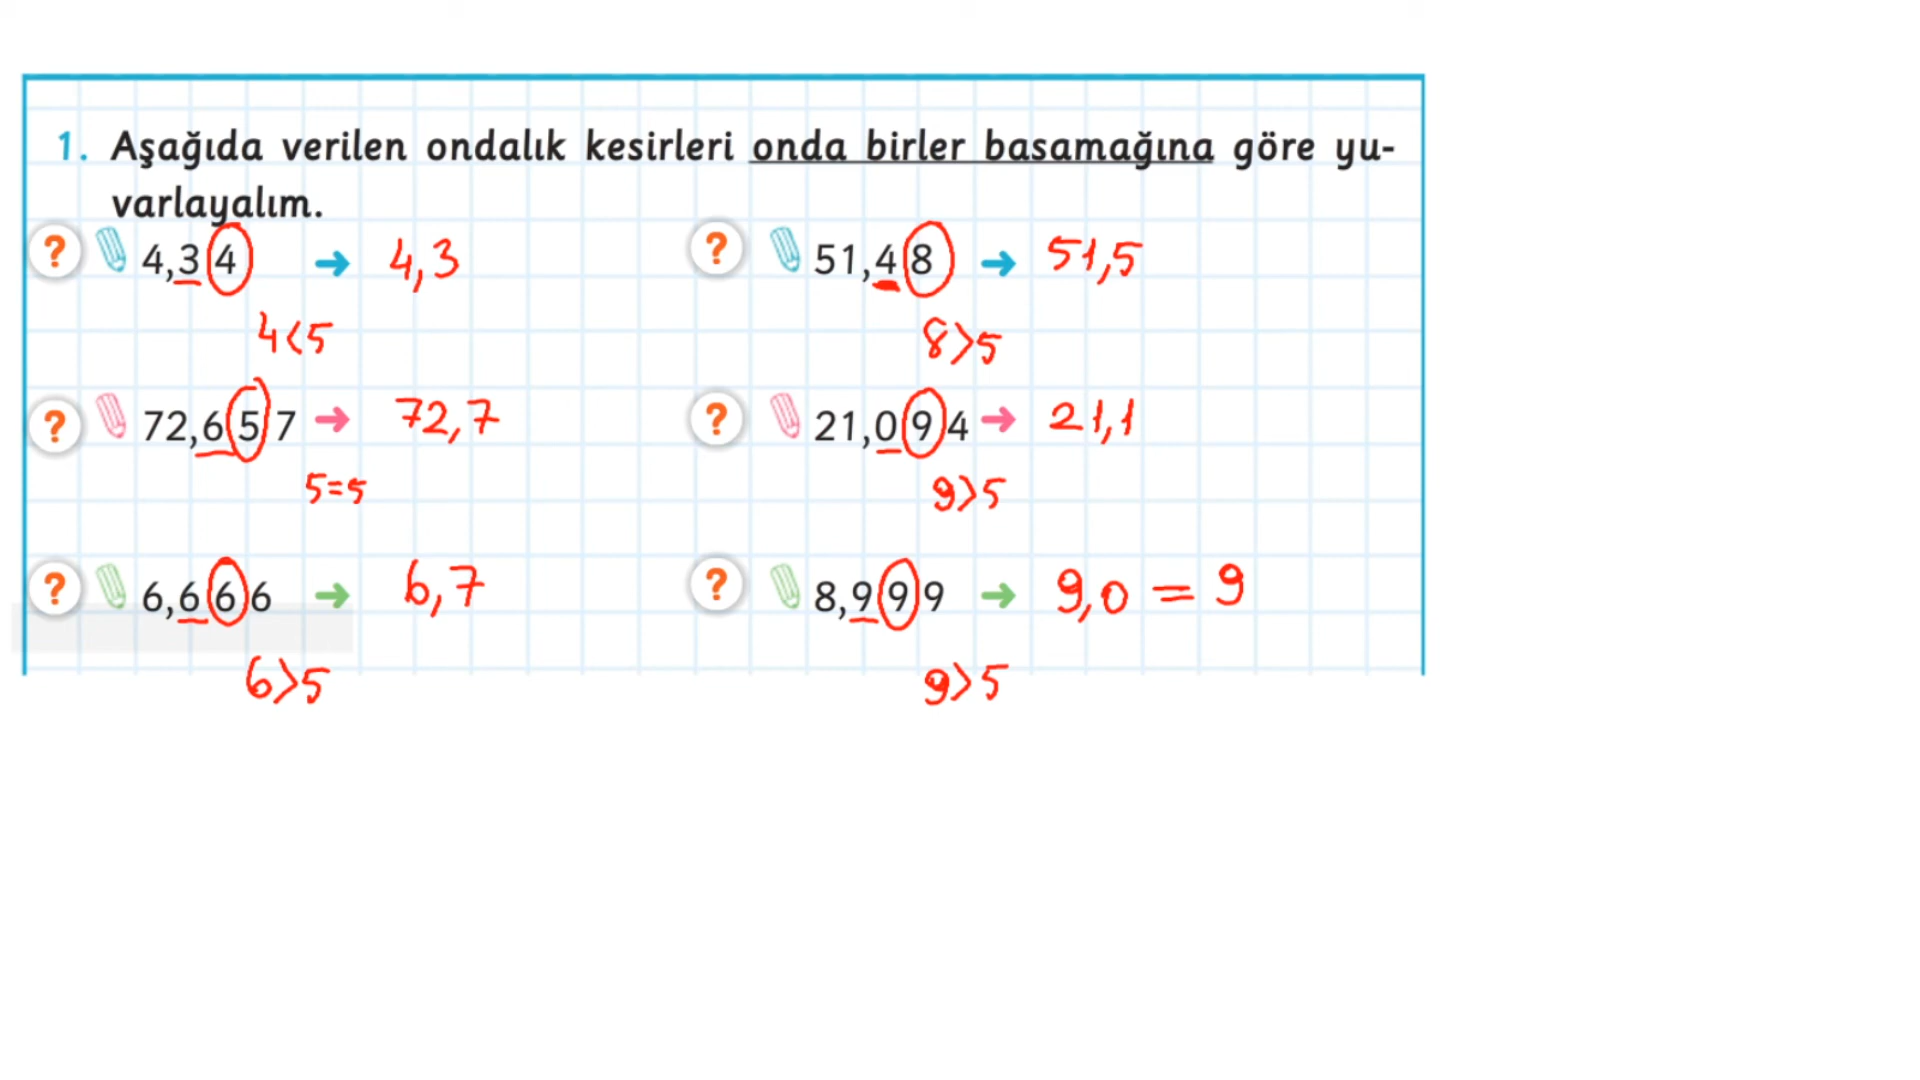 1. Aşağıda verilen ondalık kesirleri onda birler basamağına göre yu-
varlayalım.
? 4,34 → 4,3
4<5
? 51,48 → 51,5
8>5
? 72,657 → 72,7
5=5
? 21,094 → 21,1
9>5
? 6,666 → 6,7
6>5
? 8,999 → 9,0 = 9
9>5